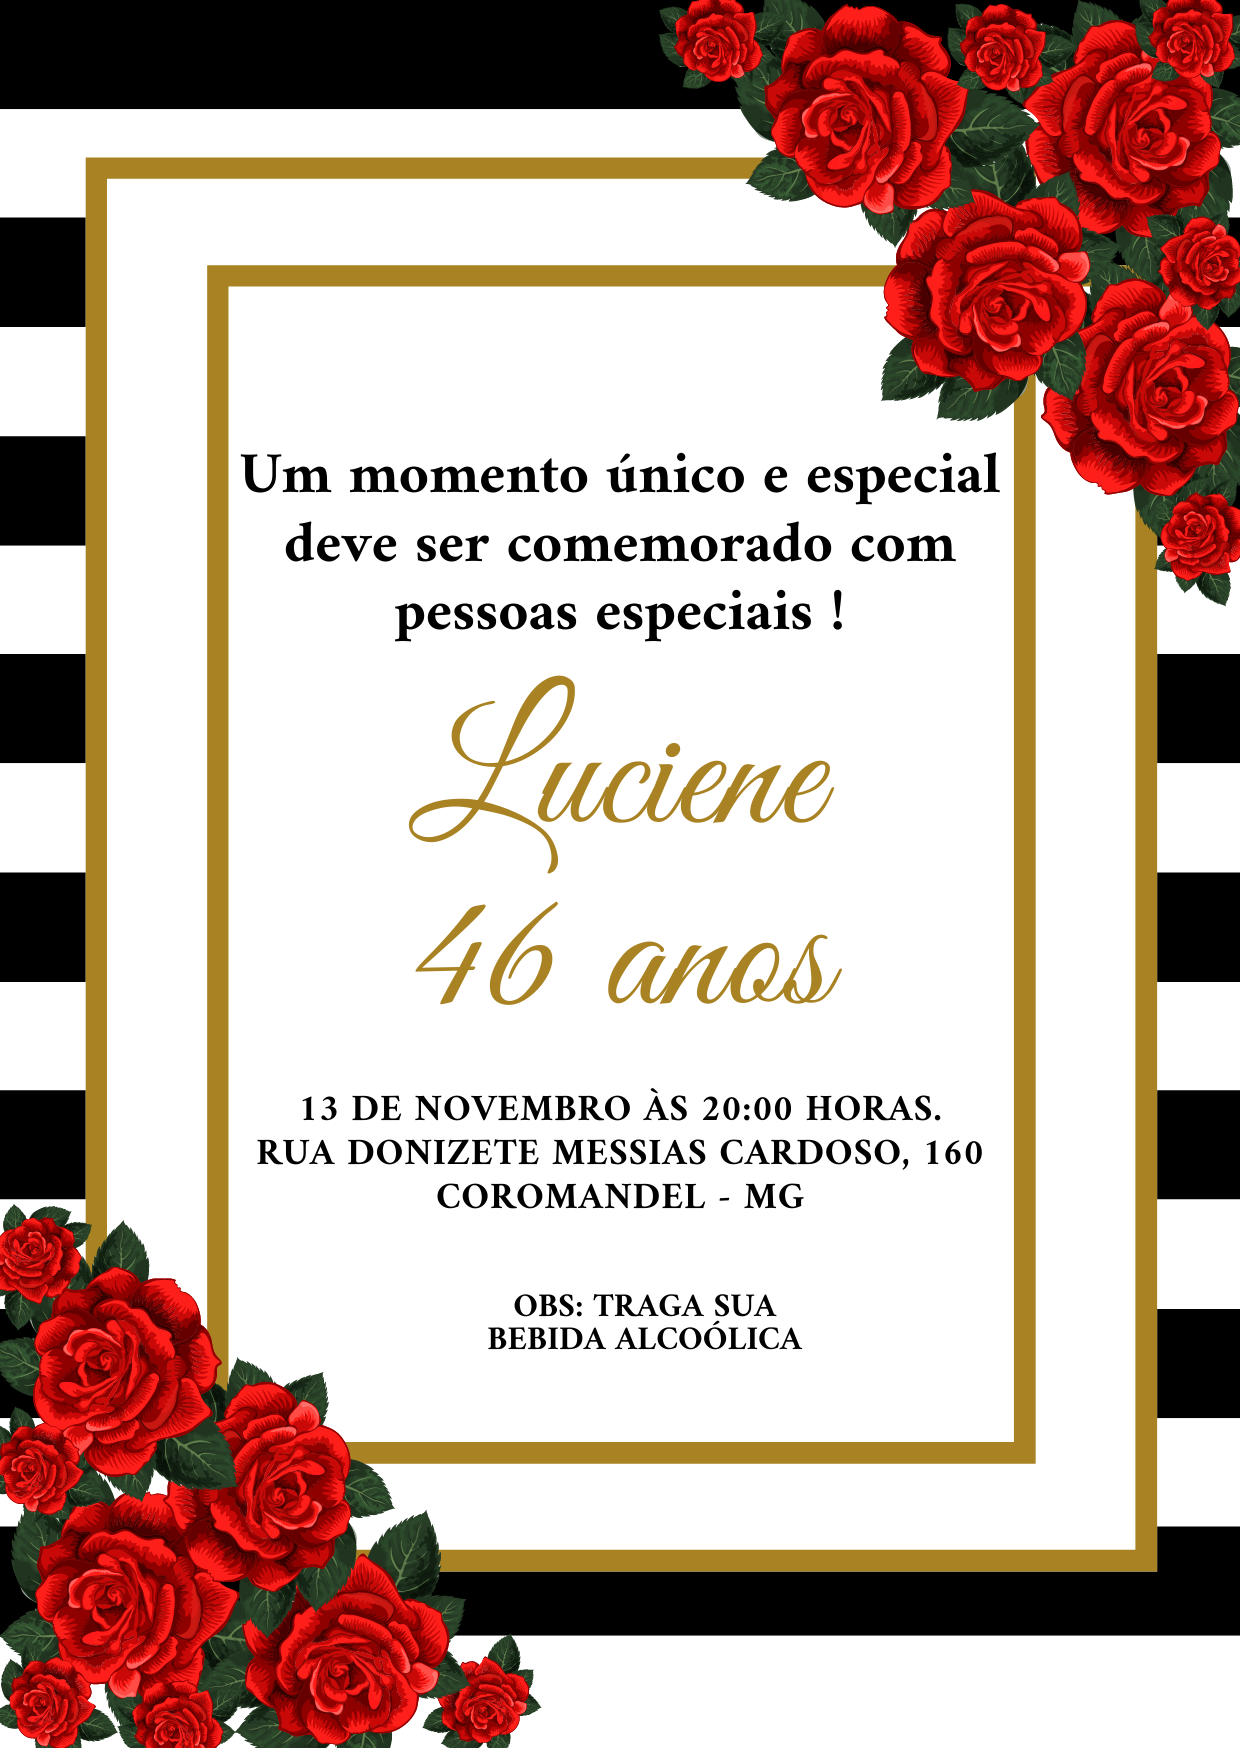 Um momento único e especial
deve ser comemorado com
pessoas especiais !
Luciene
46 anos
13 DE NOVEMBRO ÀS 20:00 HORAS.
RUA DONIZETE MESSIAS CARDOSO, 160
COROMANDEL - MG
OBS: TRAGA SUA
BEBIDA ALCOÓLICA